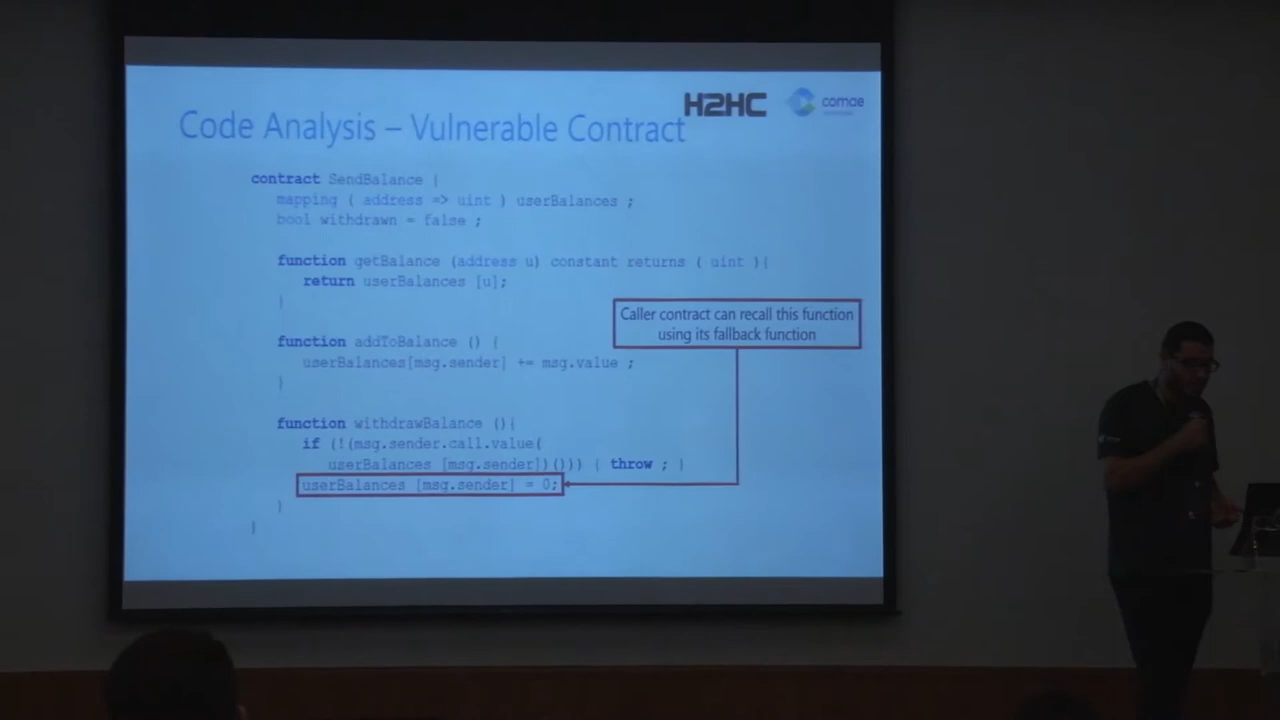 H2HC comae
Code Analysis – Vulnerable Contract
contract SendBalance {
mapping ( address => uint ) userBalances ;
bool withdrawn = false ;
function getBalance (address u) constant returns ( uint ){
return userBalances [u];
}
Caller contract can recall this function
using its fallback function
function addToBalance () {
userBalances[msg.sender] += msg.value ;
}
function withdrawBalance (){
if (!(msg.sender.call.value(
userBalances [msg.sender])())) { throw ; }
userBalances [msg.sender] = 0;
}
}